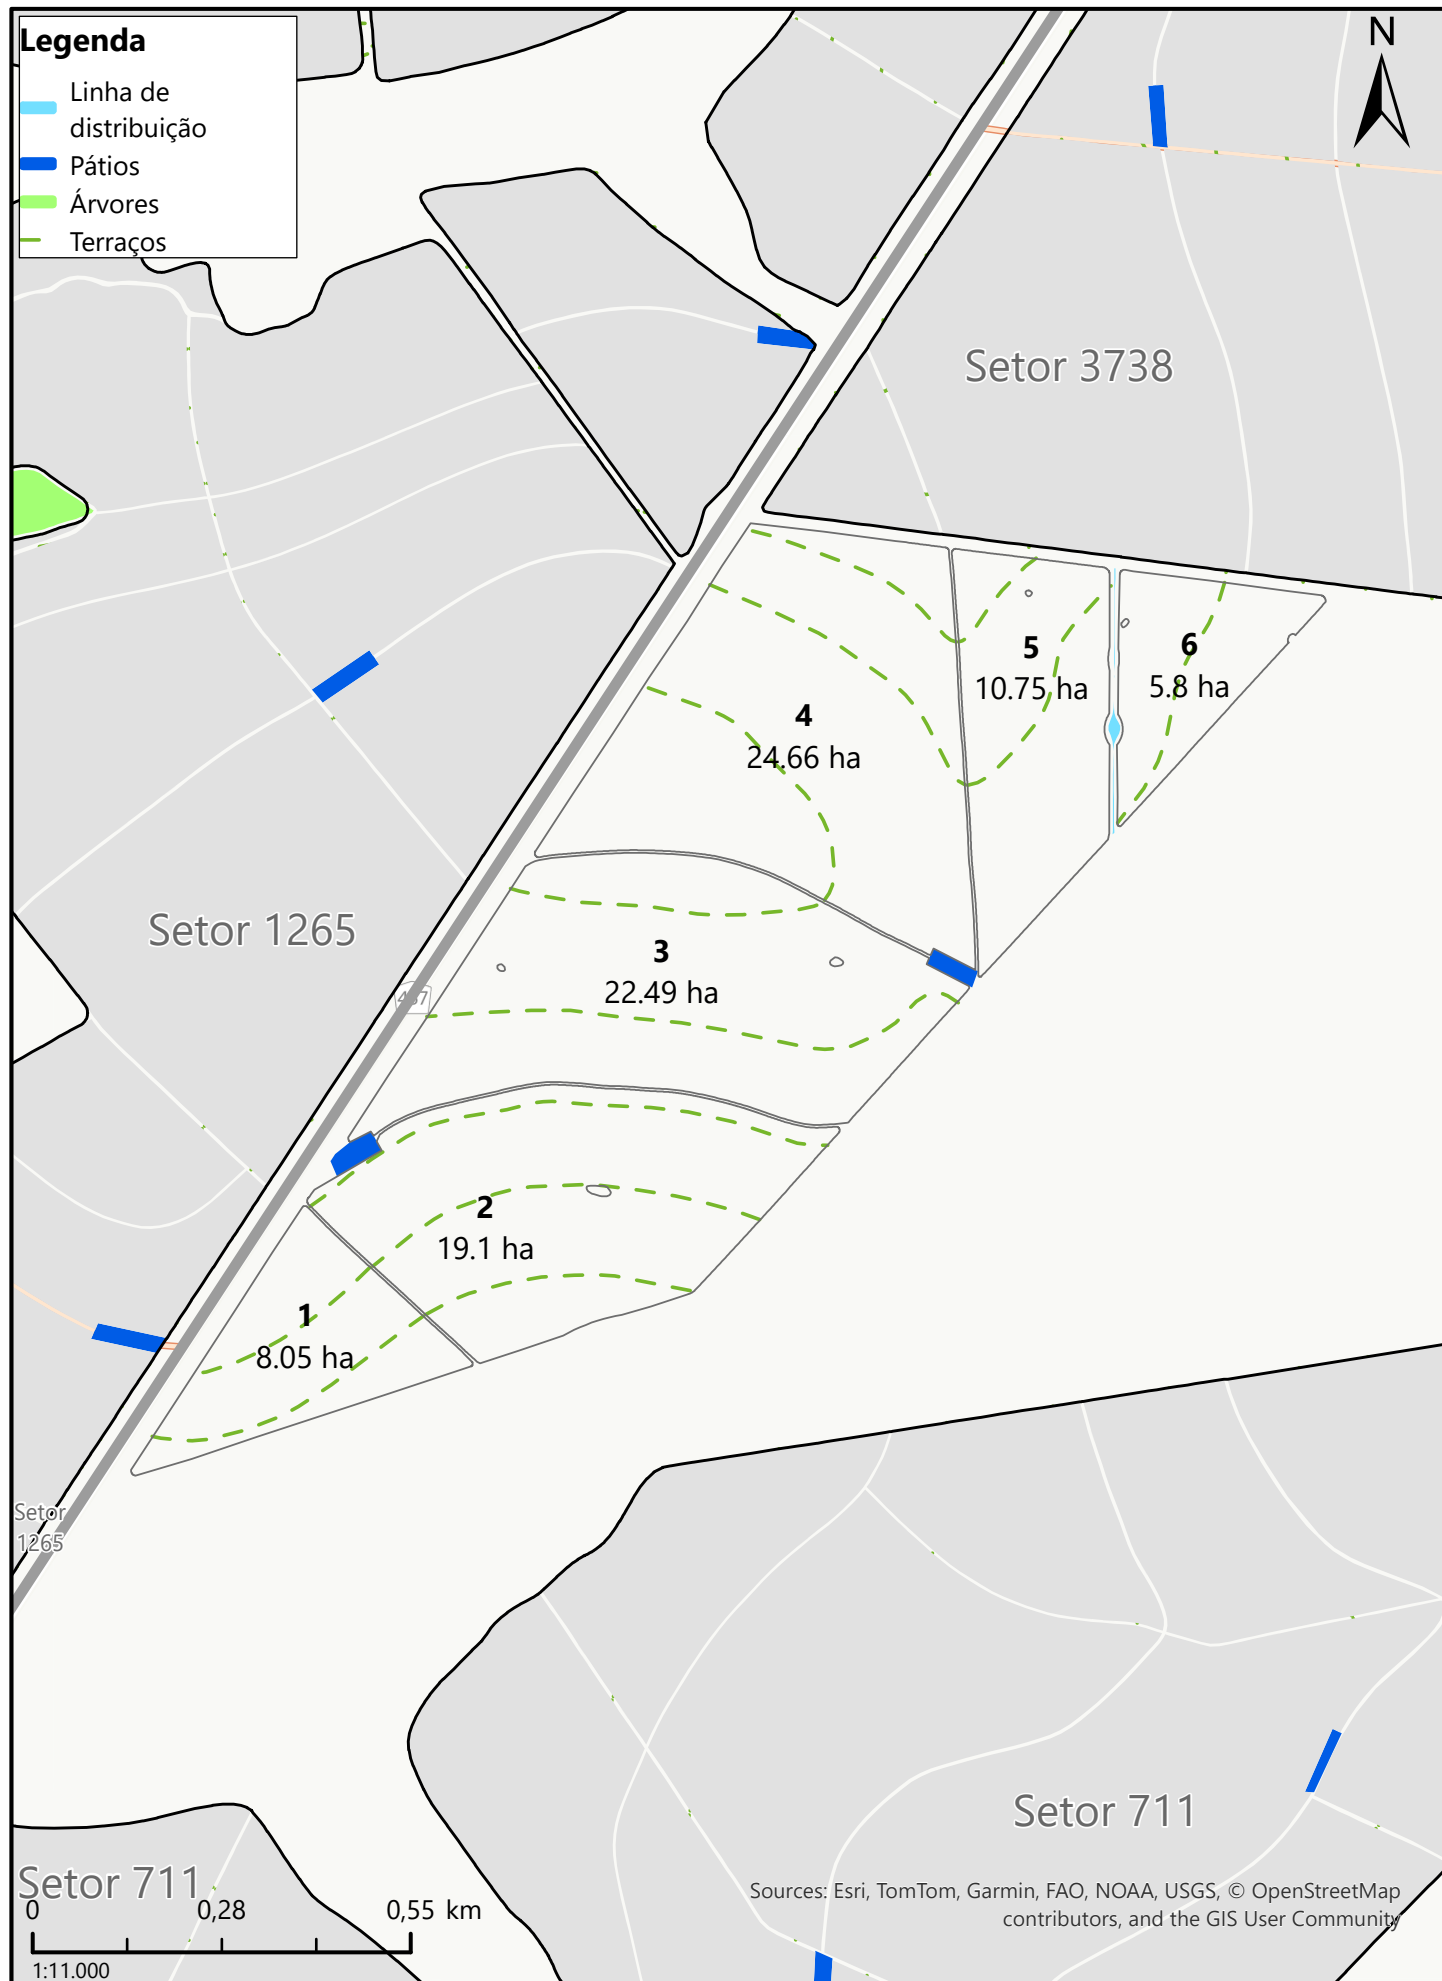 Legenda
Linha de
distribuição
Pátios
Árvores
Terraços
N
Setor 3738
5
10.75 ha
6
5.8 ha
4
24.66 ha
Setor 1265
3
22.49 ha
2
19.1 ha
1
8.05 ha
Setor
1265
Setor 711
Setor 711
0 0,28 0,55 km
1:11.000
Sources: Esri, TomTom, Garmin, FAO, NOAA, USGS, © OpenStreetMap
contributors, and the GIS User Community